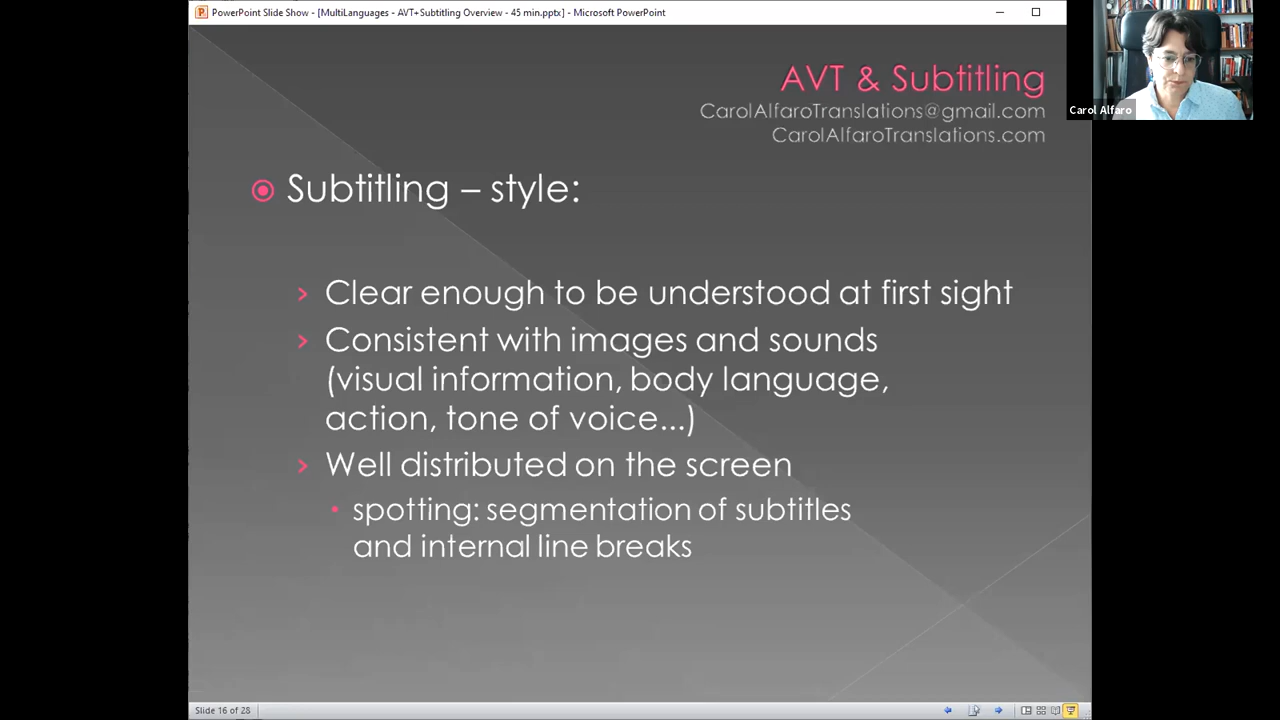 PowerPoint Slide Show - [MultiLanguages - AVT+Subtitling Overview - 45 min.pptx] - Microsoft PowerPoint
AVT & Subtitling
CarolAlfaroTranslations@gmail.com
CarolAlfaroTranslations.com
Carol Alfaro
Subtitling – style:
Clear enough to be understood at first sight
Consistent with images and sounds
(visual information, body language,
action, tone of voice...)
Well distributed on the screen
spotting: segmentation of subtitles
and internal line breaks
Slide 16 of 28